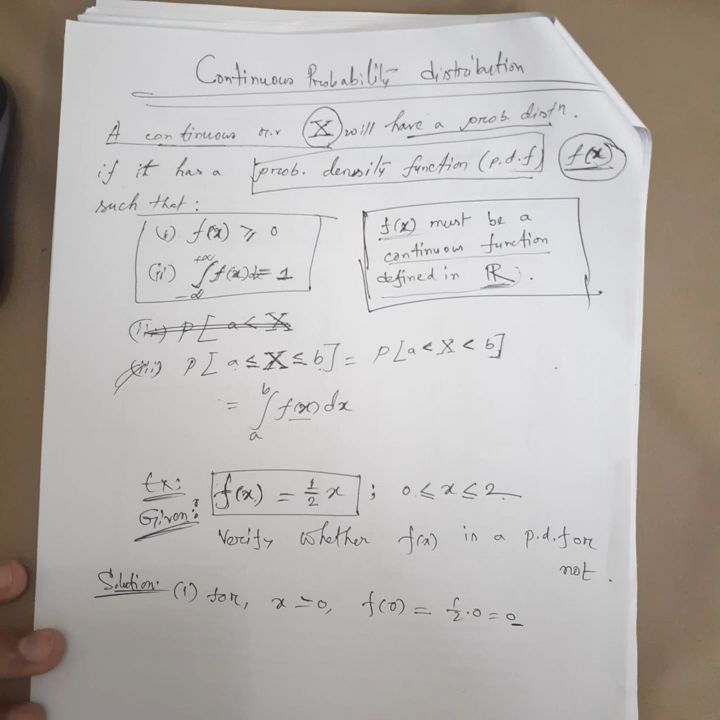 Continuous Probability distribution
A continuous r.v X will have a prob. distn.
if it has a prob. density function (p.d.f) f(x)
such that:
(i) f(x) ≥ 0
(ii) ∫_{-∞}^{+∞} f(x)dx = 1
f(x) must be a
continuous function
defined in ℝ.
(iii) P[ a < X
(iii) P[ a ≤ X ≤ b] = P[a < X < b]
= ∫_a^b f(x) dx
Ex: f(x) = 1/2 x ; 0 ≤ x ≤ 2
Given:
Verify whether f(x) is a p.d.f or
not.
Solution: (1) for, x = 0, f(0) = 1/2 · 0 = 0